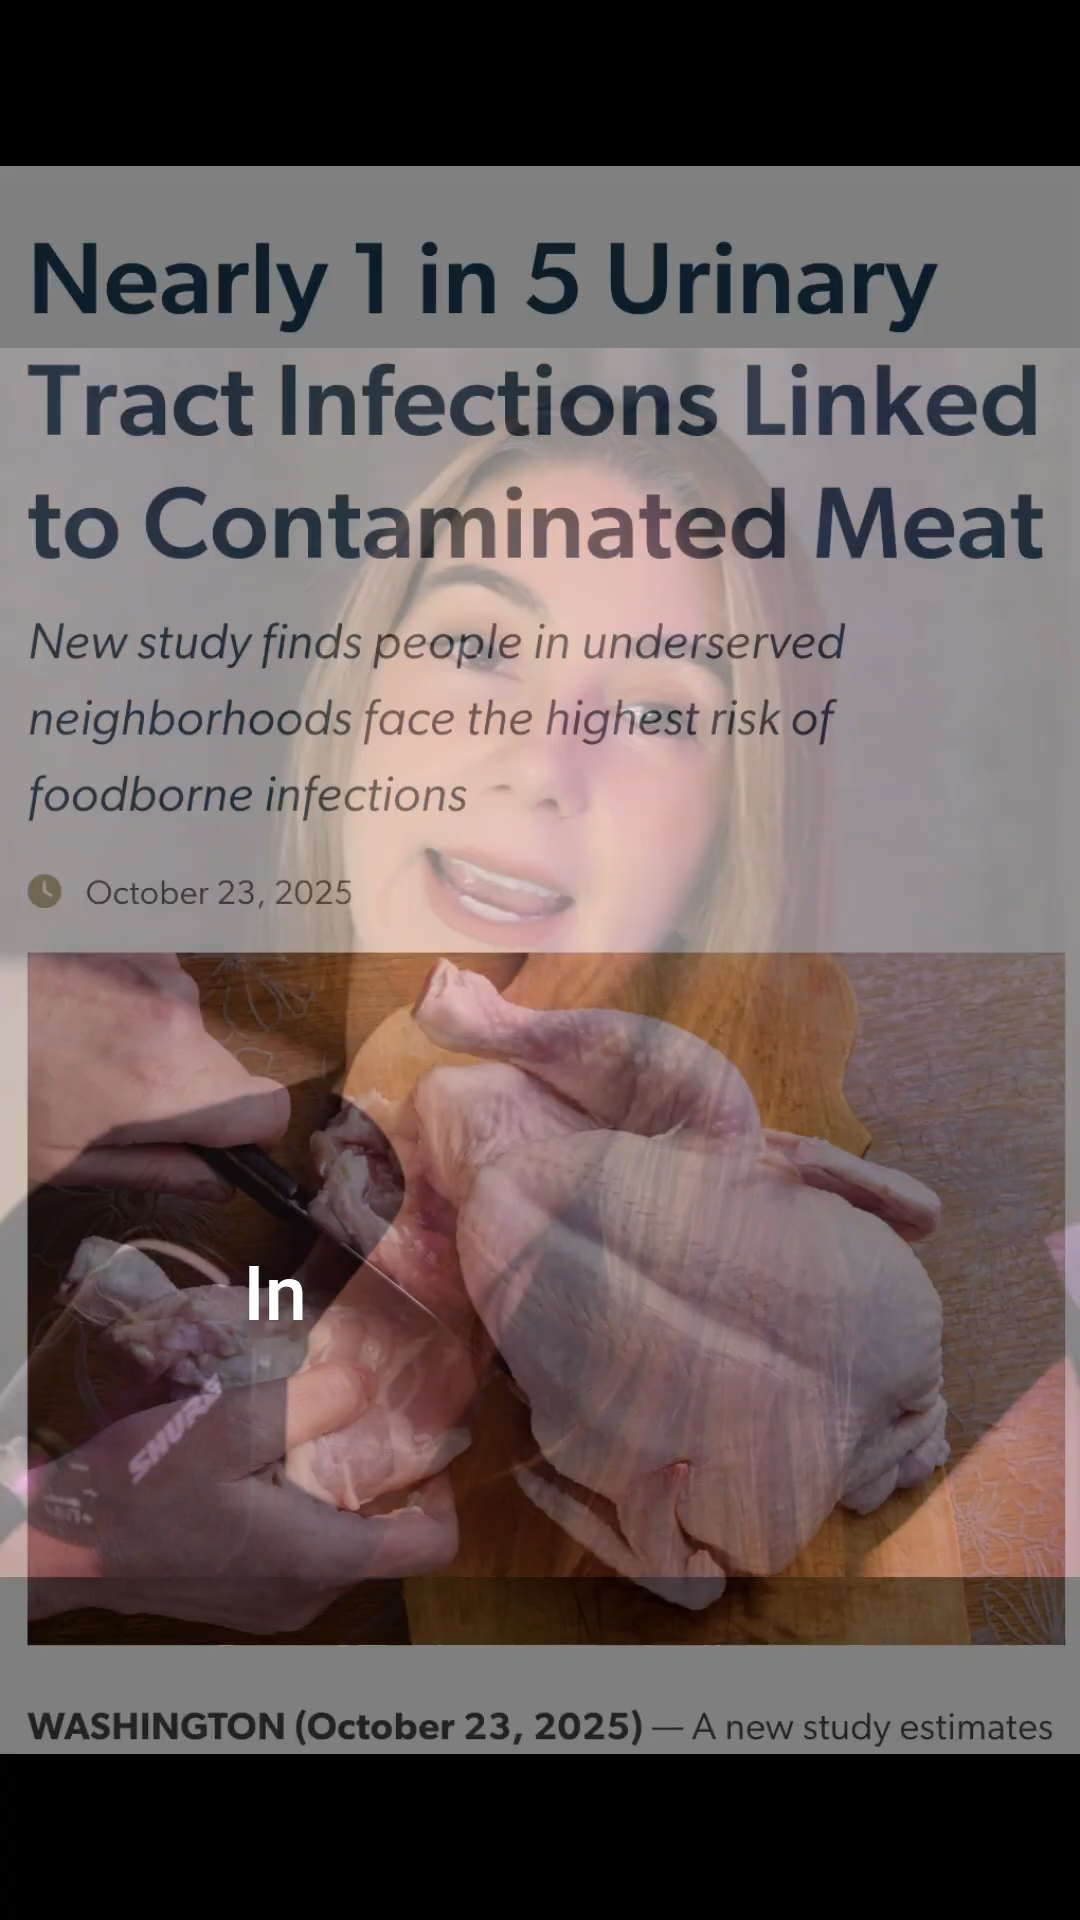 Nearly 1 in 5 Urinary
Tract Infections Linked
to Contaminated Meat
New study finds people in underserved
neighborhoods face the highest risk of
foodborne infections
October 23, 2025
In
SHURE
WASHINGTON (October 23, 2025) — A new study estimates